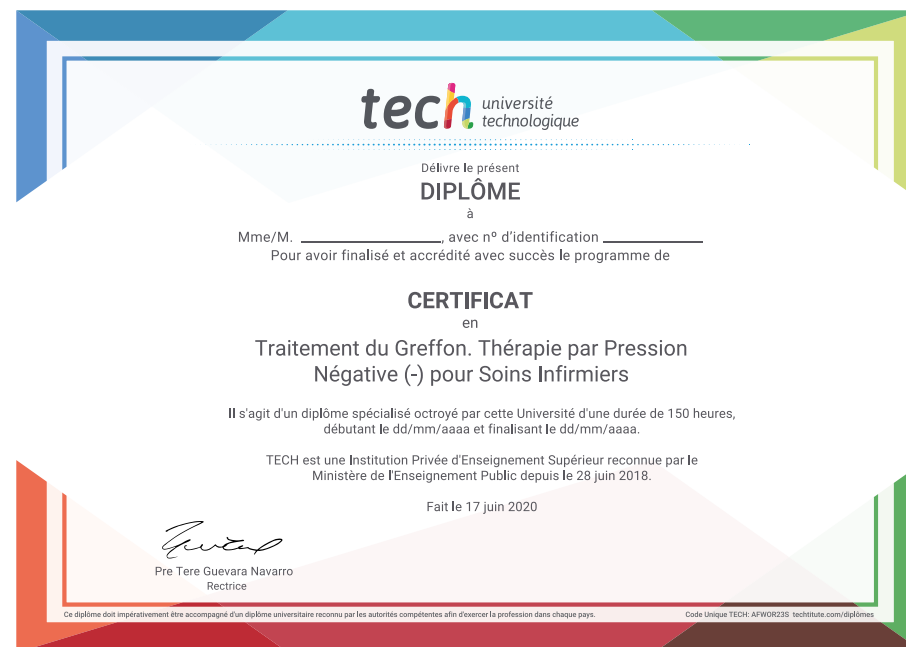 tech université
technologique
Délivre le présent
DIPLÔME
à
Mme/M. ____________________, avec nº d'identification ______________
Pour avoir finalisé et accrédité avec succès le programme de
CERTIFICAT
en
Traitement du Greffon. Thérapie par Pression
Négative (-) pour Soins Infirmiers
Il s'agit d'un diplôme spécialisé octroyé par cette Université d'une durée de 150 heures,
débutant le dd/mm/aaaa et finalisant le dd/mm/aaaa.
TECH est une Institution Privée d'Enseignement Supérieur reconnue par le
Ministère de l'Enseignement Public depuis le 28 juin 2018.
Fait le 17 juin 2020
Pre Tere Guevara Navarro
Rectrice
Ce diplôme doit impérativement être accompagné d'un diplôme universitaire reconnu par les autorités compétentes afin d'exercer la profession dans chaque pays.
Code Unique TECH: AFWOR23S techtitute.com/diplômes